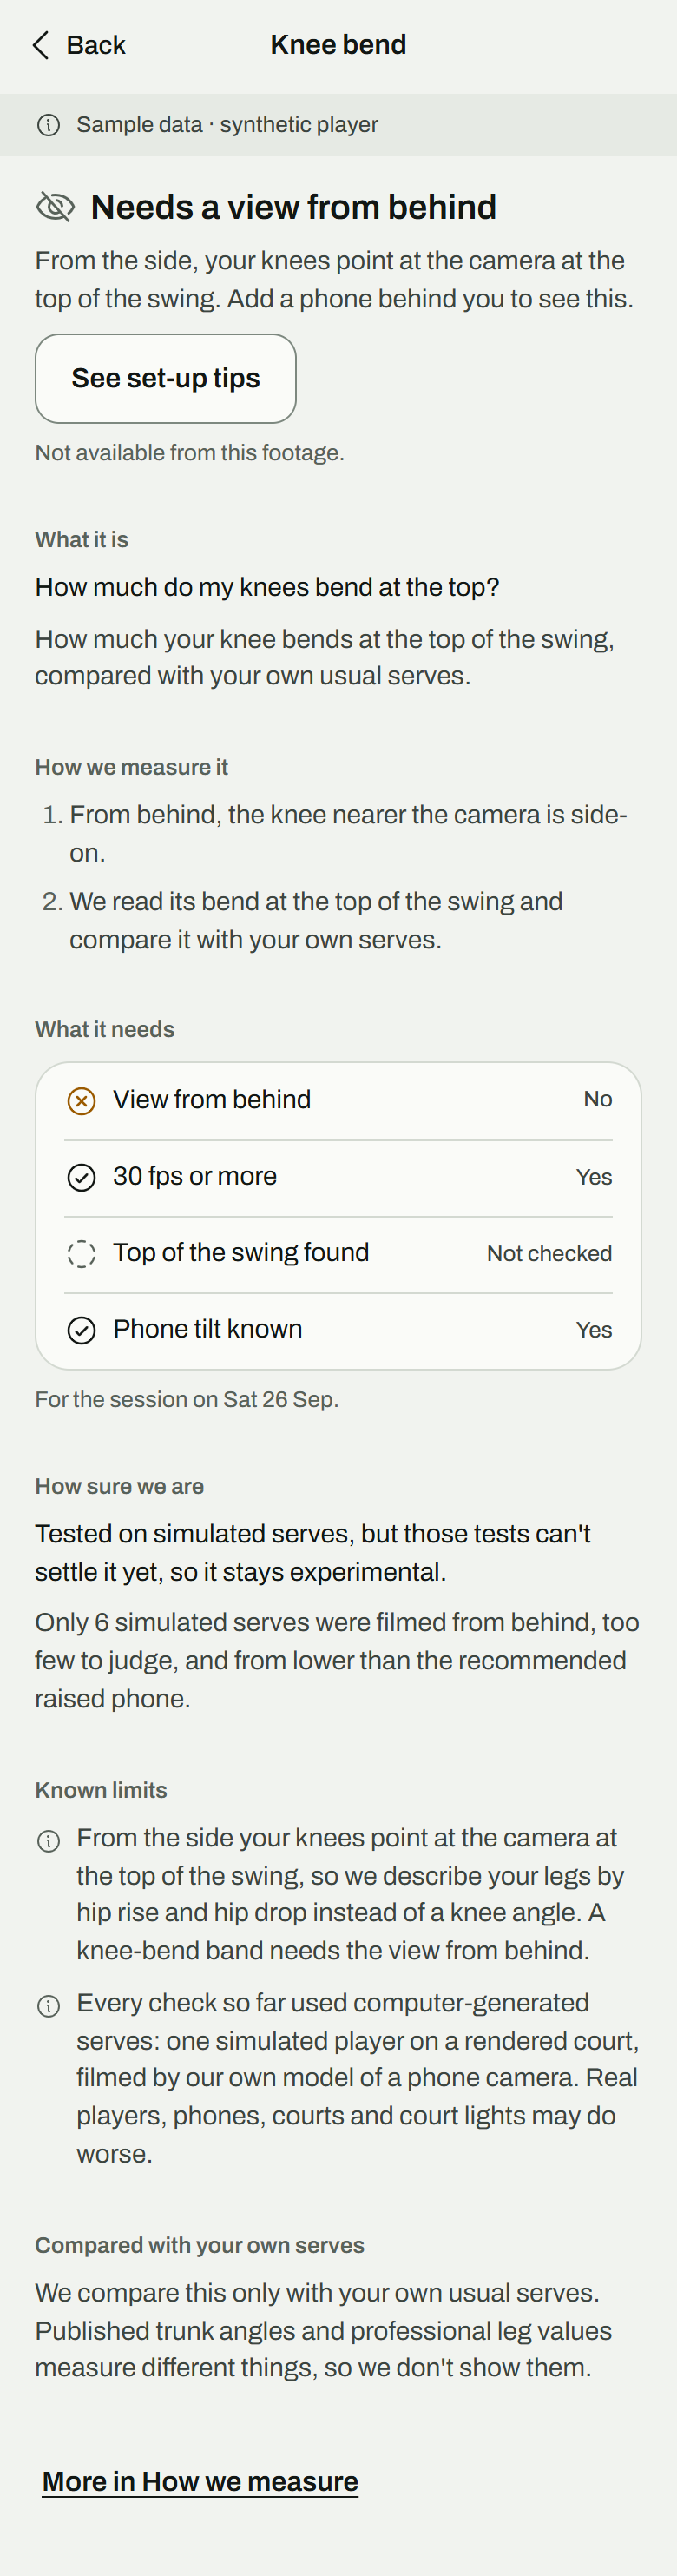 Back
Knee bend
Sample data · synthetic player
Needs a view from behind
From the side, your knees point at the camera at the
top of the swing. Add a phone behind you to see this.
See set-up tips
Not available from this footage.
What it is
How much do my knees bend at the top?
How much your knee bends at the top of the swing,
compared with your own usual serves.
How we measure it
1. From behind, the knee nearer the camera is side-
on.
2. We read its bend at the top of the swing and
compare it with your own serves.
What it needs
View from behind No
30 fps or more Yes
Top of the swing found Not checked
Phone tilt known Yes
For the session on Sat 26 Sep.
How sure we are
Tested on simulated serves, but those tests can't
settle it yet, so it stays experimental.
Only 6 simulated serves were filmed from behind, too
few to judge, and from lower than the recommended
raised phone.
Known limits
From the side your knees point at the camera at
the top of the swing, so we describe your legs by
hip rise and hip drop instead of a knee angle. A
knee-bend band needs the view from behind.
Every check so far used computer-generated
serves: one simulated player on a rendered court,
filmed by our own model of a phone camera. Real
players, phones, courts and court lights may do
worse.
Compared with your own serves
We compare this only with your own usual serves.
Published trunk angles and professional leg values
measure different things, so we don't show them.
More in How we measure